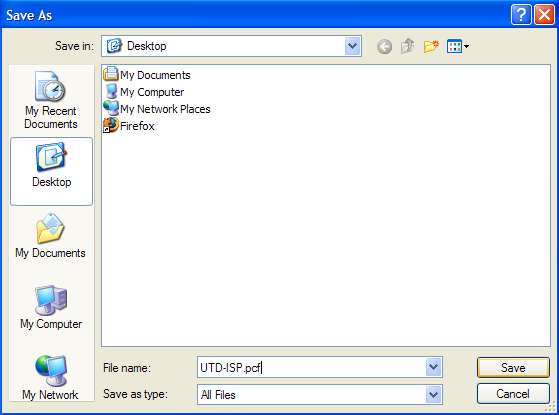 Save As
Save in: Desktop
My Recent
Documents
Desktop
My Documents
My Computer
My Network
My Documents
My Computer
My Network Places
Firefox
File name: UTD-ISP.pcf Save
Save as type: All Files Cancel